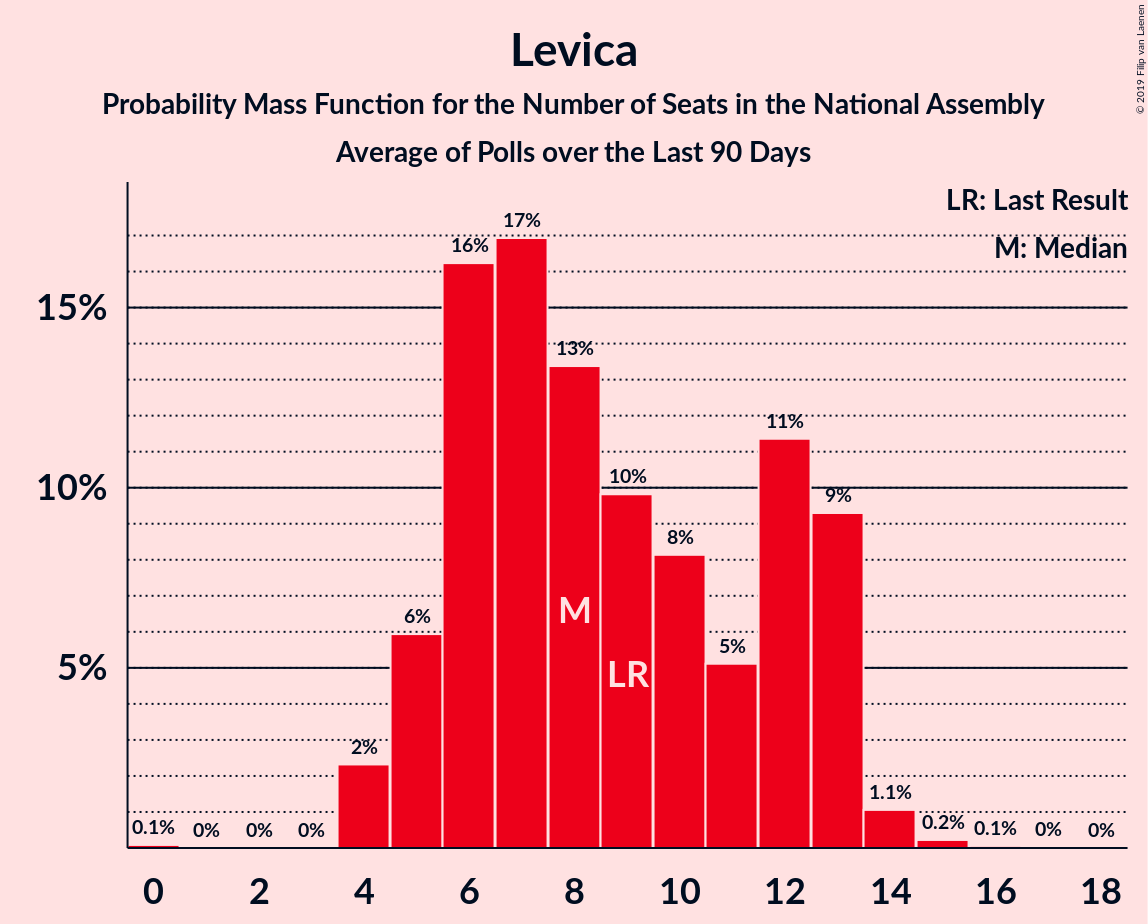 Levica
Probability Mass Function for the Number of Seats in the National Assembly
Average of Polls over the Last 90 Days
© 2019 Filip van Laenen
LR: Last Result
M: Median
17%
16%
15%
13%
11%
10%
10%
9%
8%
M
6%
5%
LR
5%
2%
1.1%
0.1%
0%
0%
0%
0.2%
0.1%
0%
0%
0 2 4 6 8 10 12 14 16 18